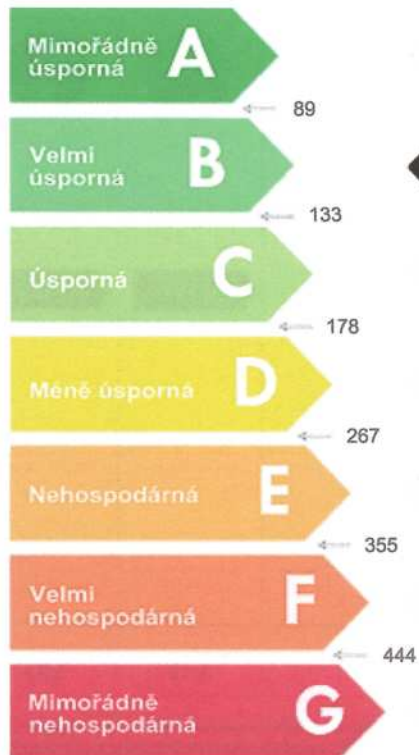 Mimořádně
úsporná A
89
Velmi
úsporná B
133
Úsporná C
178
Méně úsporná D
267
Nehospodárná E
355
Velmi
nehospodárná F
444
Mimořádně
nehospodárná G